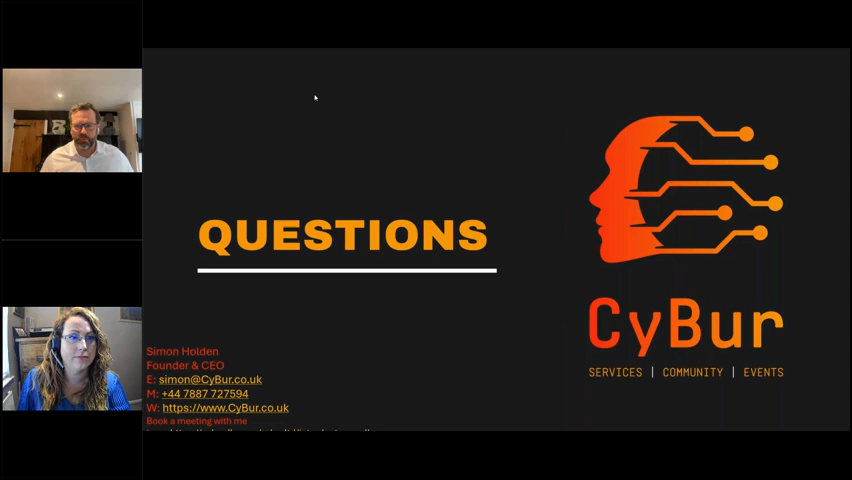 QUESTIONS
CyBur
SERVICES | COMMUNITY | EVENTS
Simon Holden
Founder & CEO
E: simon@CyBur.co.uk
M: +44 7887 727594
W: https://www.CyBur.co.uk
Book a meeting with me